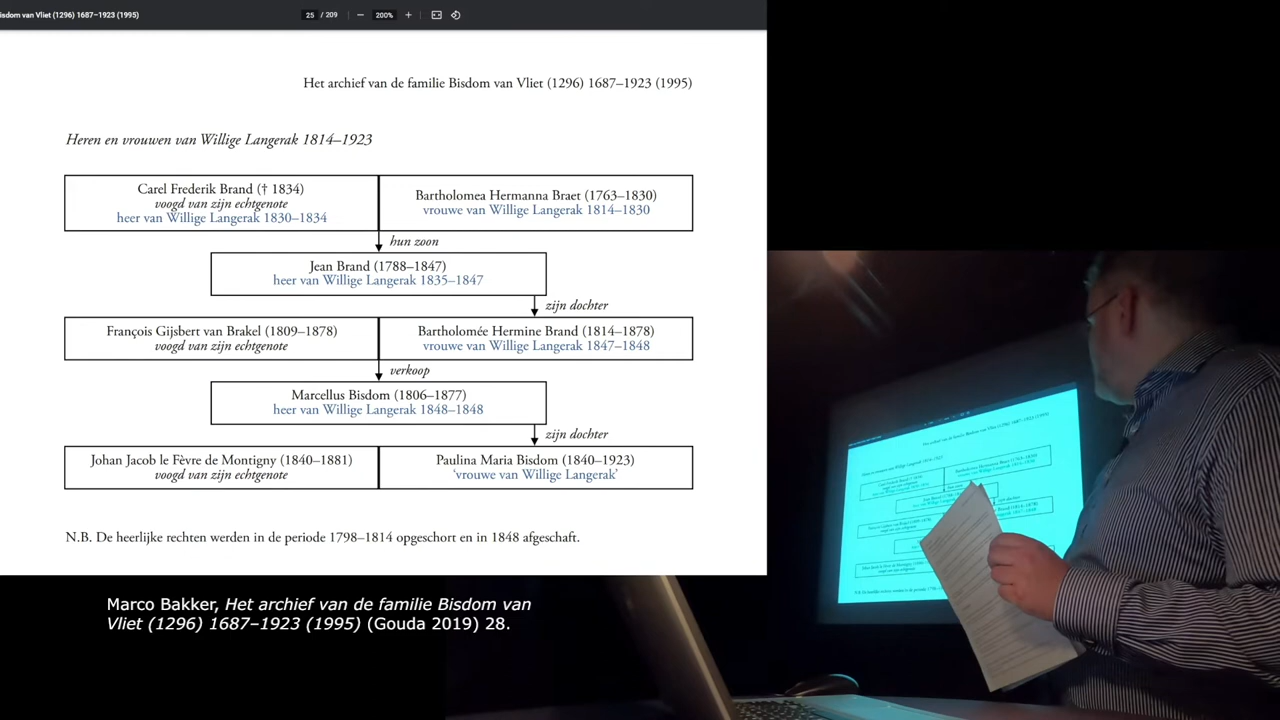 isdom van Vliet (1296) 1687–1923 (1995)
25 / 209
200%
Het archief van de familie Bisdom van Vliet (1296) 1687–1923 (1995)
Heren en vrouwen van Willige Langerak 1814–1923
Carel Frederik Brand († 1834)
voogd van zijn echtgenote
heer van Willige Langerak 1830–1834
Bartholomea Hermanna Braet (1763–1830)
vrouwe van Willige Langerak 1814–1830
hun zoon
Jean Brand (1788–1847)
heer van Willige Langerak 1835–1847
zijn dochter
François Gijsbert van Brakel (1809–1878)
voogd van zijn echtgenote
Bartholomée Hermine Brand (1814–1878)
vrouwe van Willige Langerak 1847–1848
verkoop
Marcellus Bisdom (1806–1877)
heer van Willige Langerak 1848–1848
zijn dochter
Johan Jacob le Fèvre de Montigny (1840–1881)
voogd van zijn echtgenote
Paulina Maria Bisdom (1840–1923)
'vrouwe van Willige Langerak'
N.B. De heerlijke rechten werden in de periode 1798–1814 opgeschort en in 1848 afgeschaft.
Marco Bakker, Het archief van de familie Bisdom van
Vliet (1296) 1687–1923 (1995) (Gouda 2019) 28.